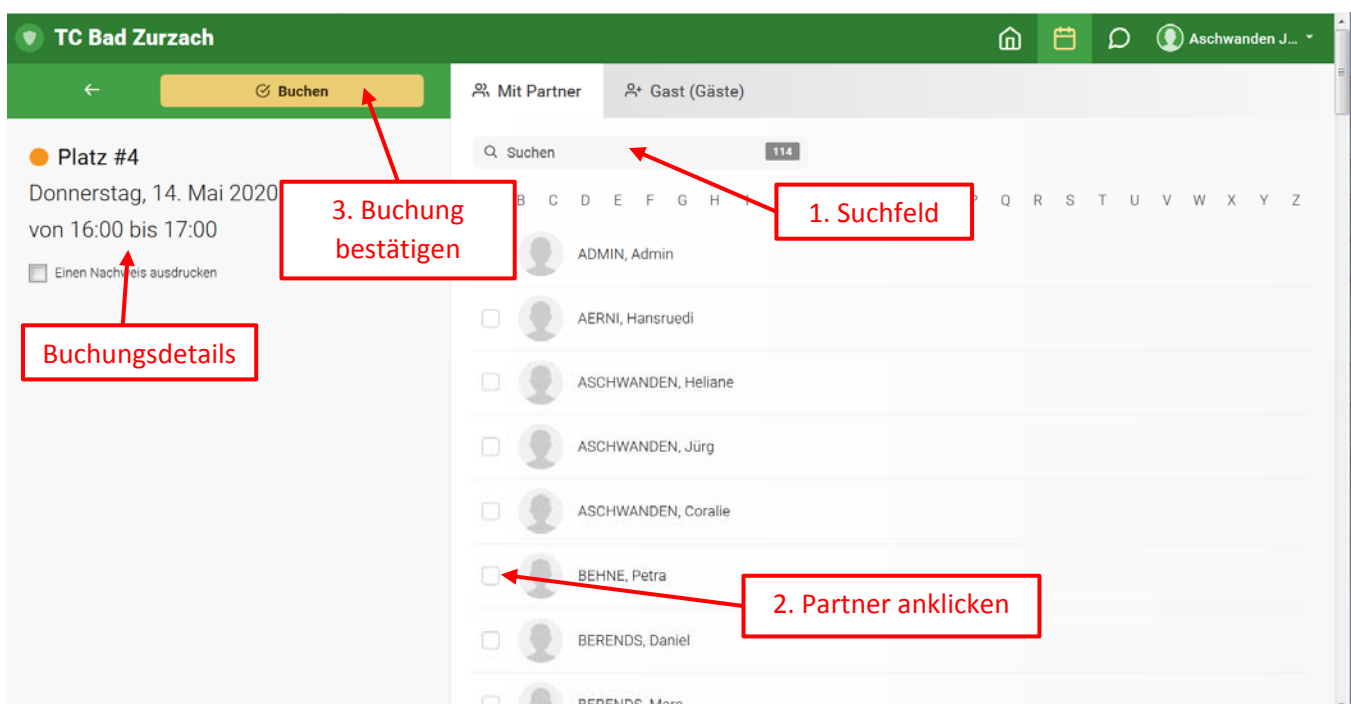 TC Bad Zurzach
Aschwanden J...
Buchen
Mit Partner
Gast (Gäste)
Platz #4
Donnerstag, 14. Mai 2020
von 16:00 bis 17:00
Einen Nachweis ausdrucken
3. Buchung
bestätigen
Buchungsdetails
Suchen
114
1. Suchfeld
B C D E F G H Q R S T U V W X Y Z
ADMIN, Admin
AERNI, Hansruedi
ASCHWANDEN, Heliane
ASCHWANDEN, Jürg
ASCHWANDEN, Coralie
BEHNE, Petra
2. Partner anklicken
BERENDS, Daniel
BERENDS, Marc